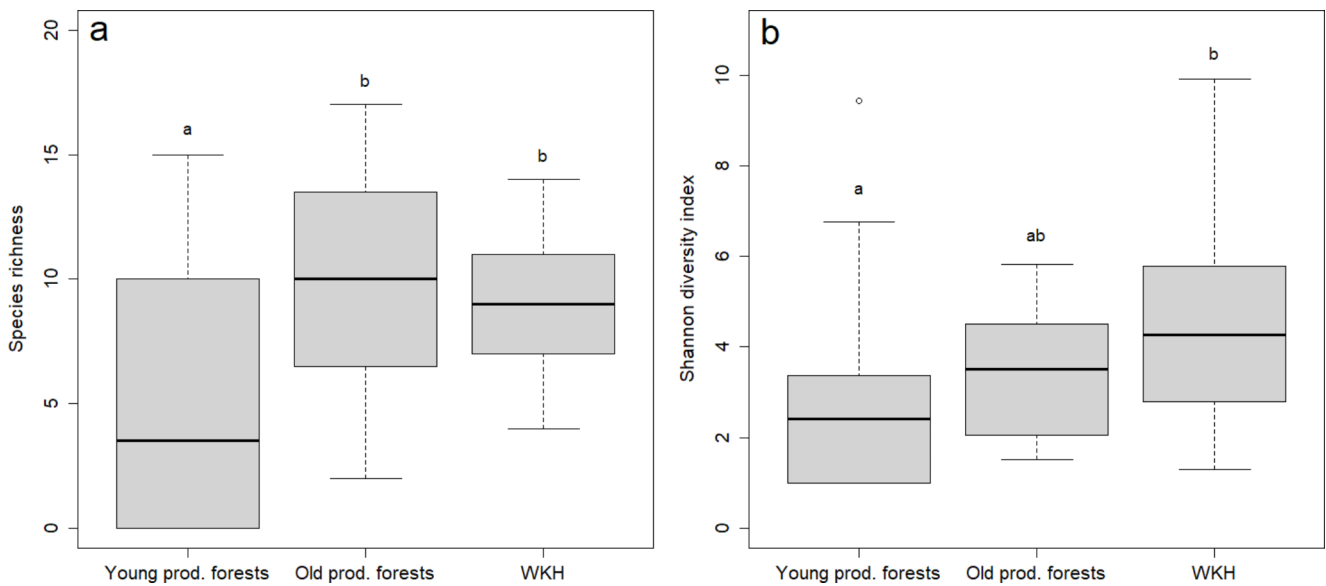 a
Species richness
20
15
10
5
0
a
b
b
Young prod. forests
Old prod. forests
WKH
b
Shannon diversity index
10
8
6
4
2
0
a
ab
b
Young prod. forests
Old prod. forests
WKH